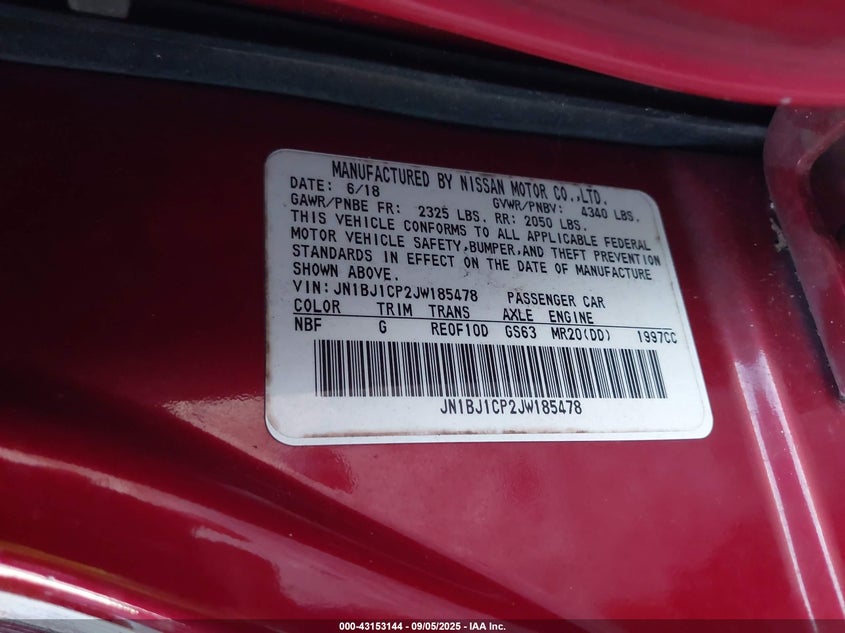 MANUFACTURED BY NISSAN MOTOR CO.,LTD.
DATE: 6/18 GVWR/PNBV: 4340 LBS.
GAWR/PNBE FR: 2325 LBS. RR: 2050 LBS.
THIS VEHICLE CONFORMS TO ALL APPLICABLE FEDERAL
MOTOR VEHICLE SAFETY,BUMPER,AND THEFT PREVENTION
STANDARDS IN EFFECT ON THE DATE OF MANUFACTURE
SHOWN ABOVE.
VIN:JN1BJ1CP2JW185478 PASSENGER CAR
COLOR TRIM TRANS AXLE ENGINE
NBF G RE0F10D GS63 MR20(DD) 1997CC
JN1BJ1CP2JW185478
000-43153144 - 09/05/2025 - IAA Inc.